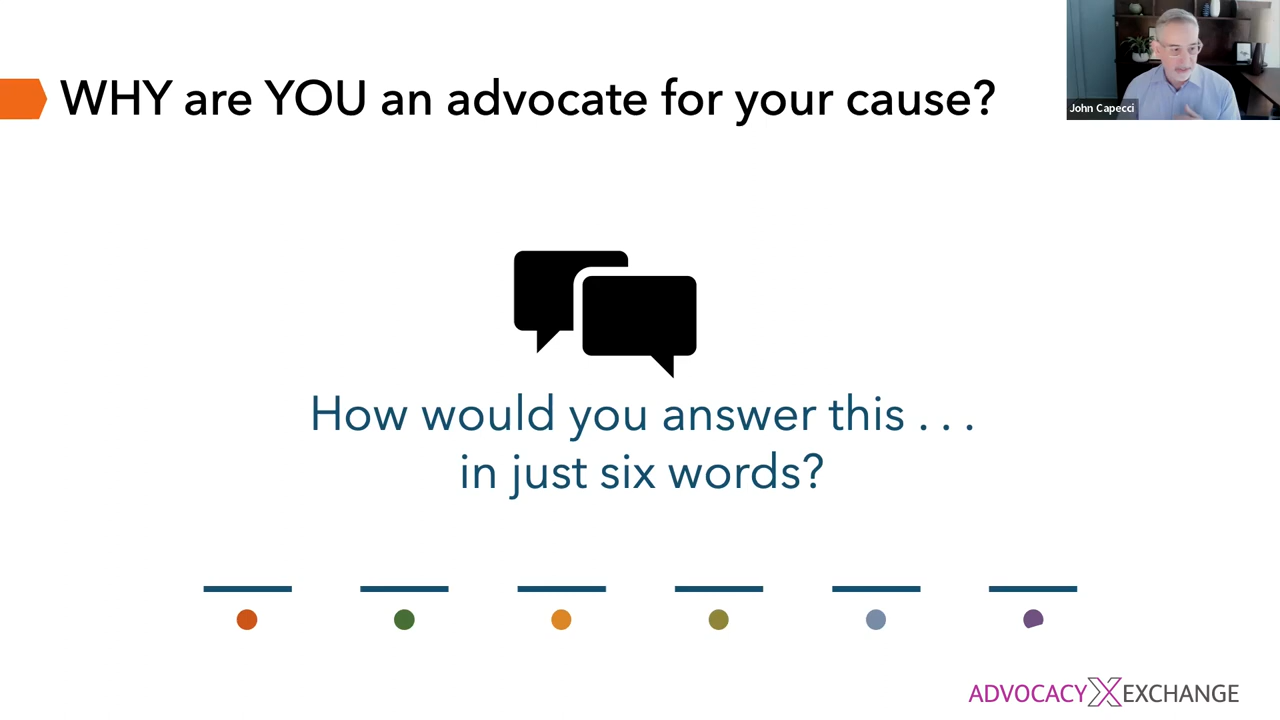 WHY are YOU an advocate for your cause?
John Capecci
How would you answer this . . .
in just six words?
ADVOCACY X EXCHANGE